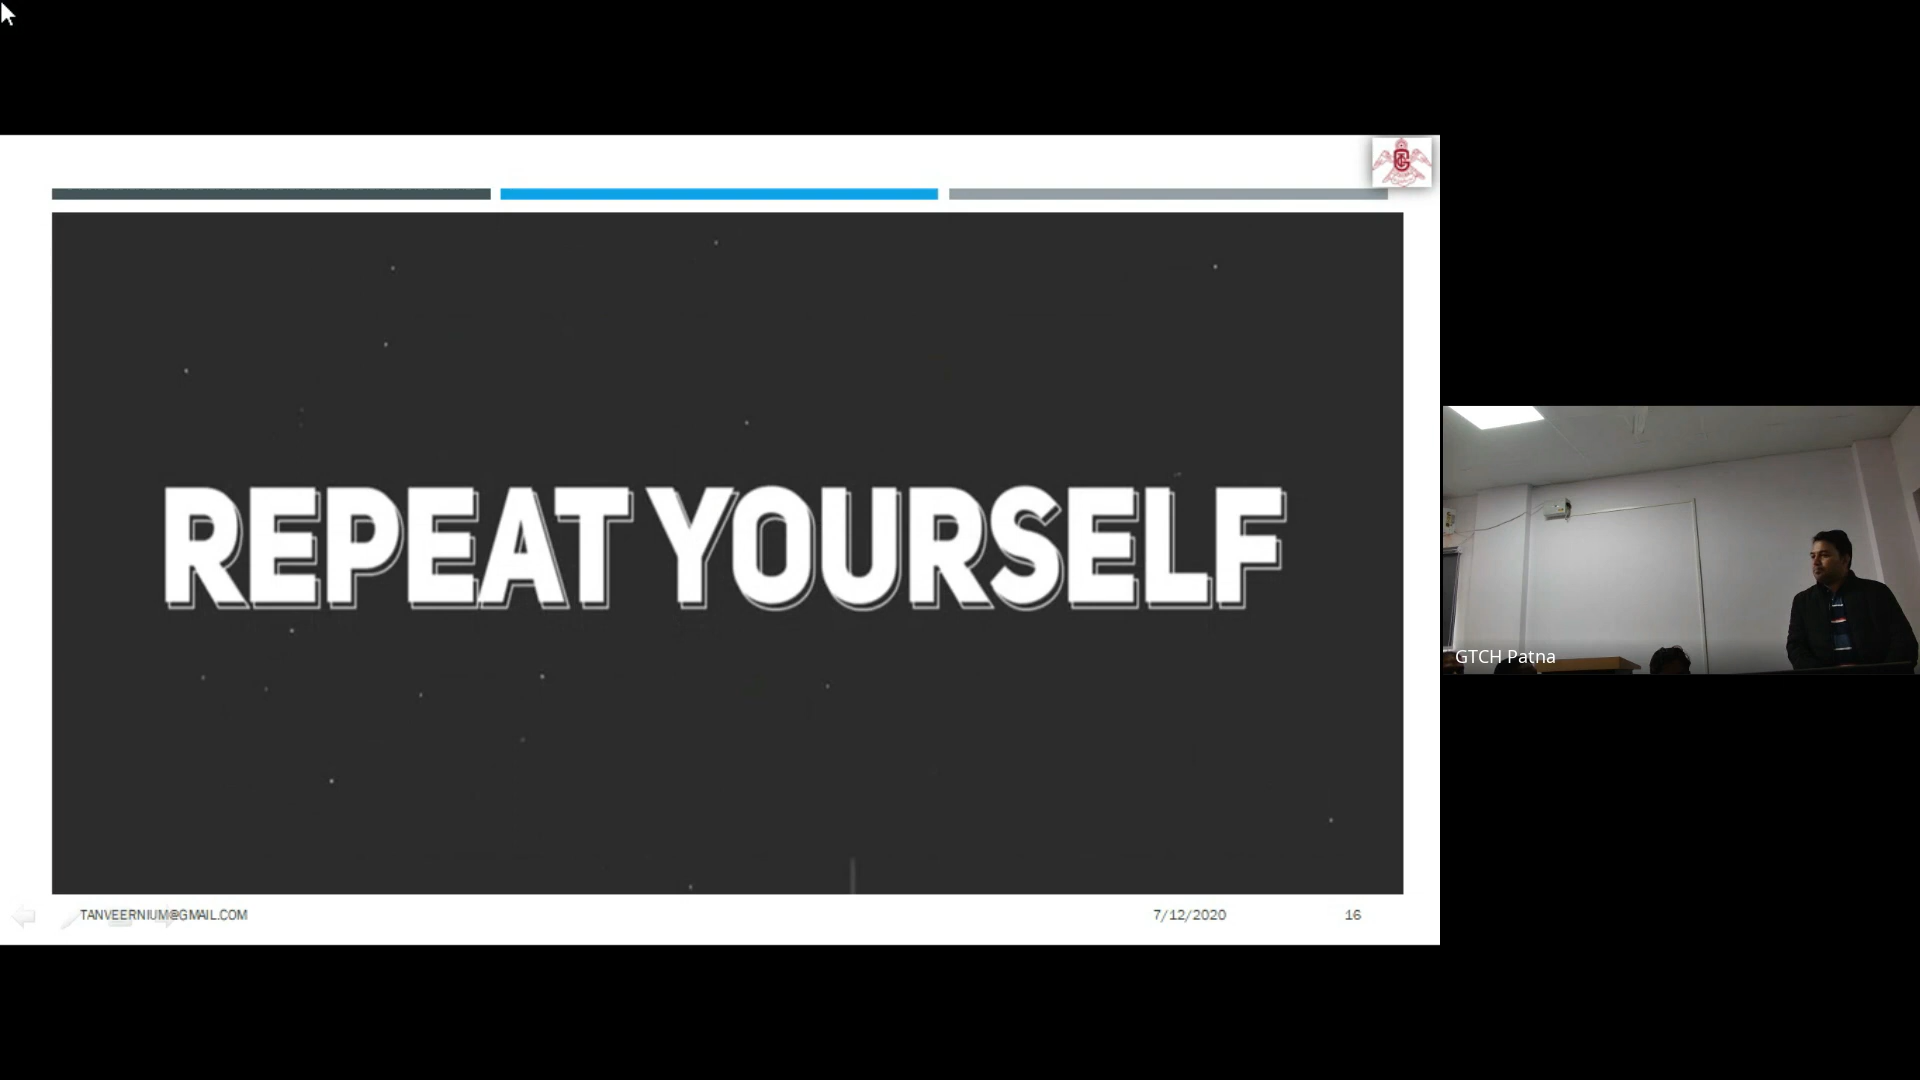 REPEAT YOURSELF
GTCH Patna
TANVEERNIUM@GMAIL.COM
7/12/2020
16